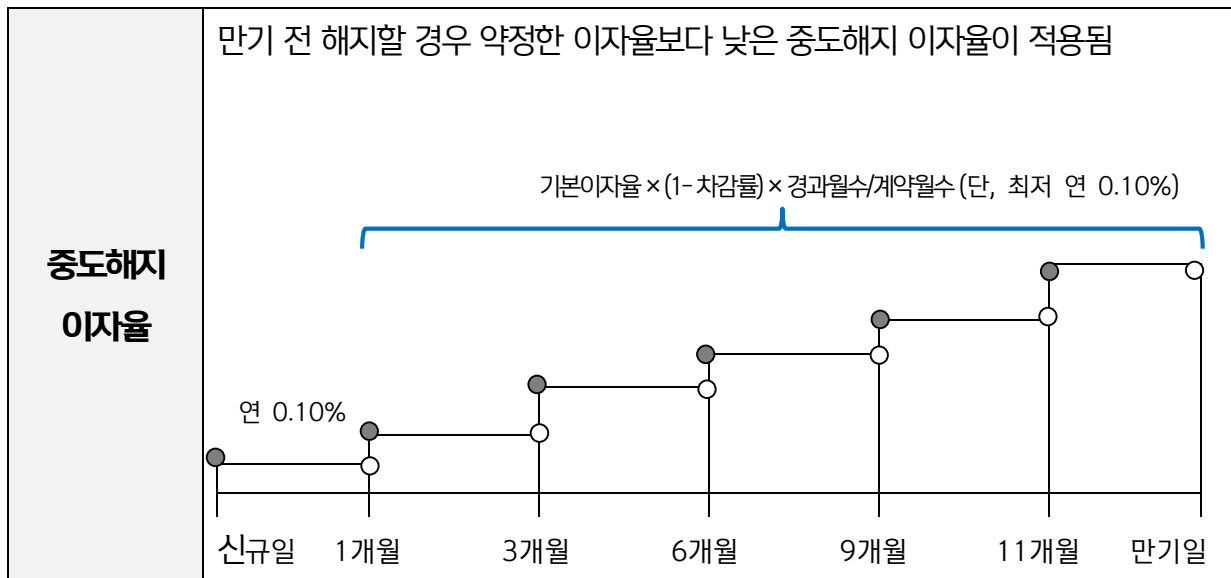 만기 전 해지할 경우 약정한 이자율보다 낮은 중도해지 이자율이 적용됨
기본이자율 × (1- 차감률) × 경과월수/계약월수 (단, 최저 연 0.10%)
중도해지
이자율
연 0.10%
신규일 1개월 3개월 6개월 9개월 11개월 만기일